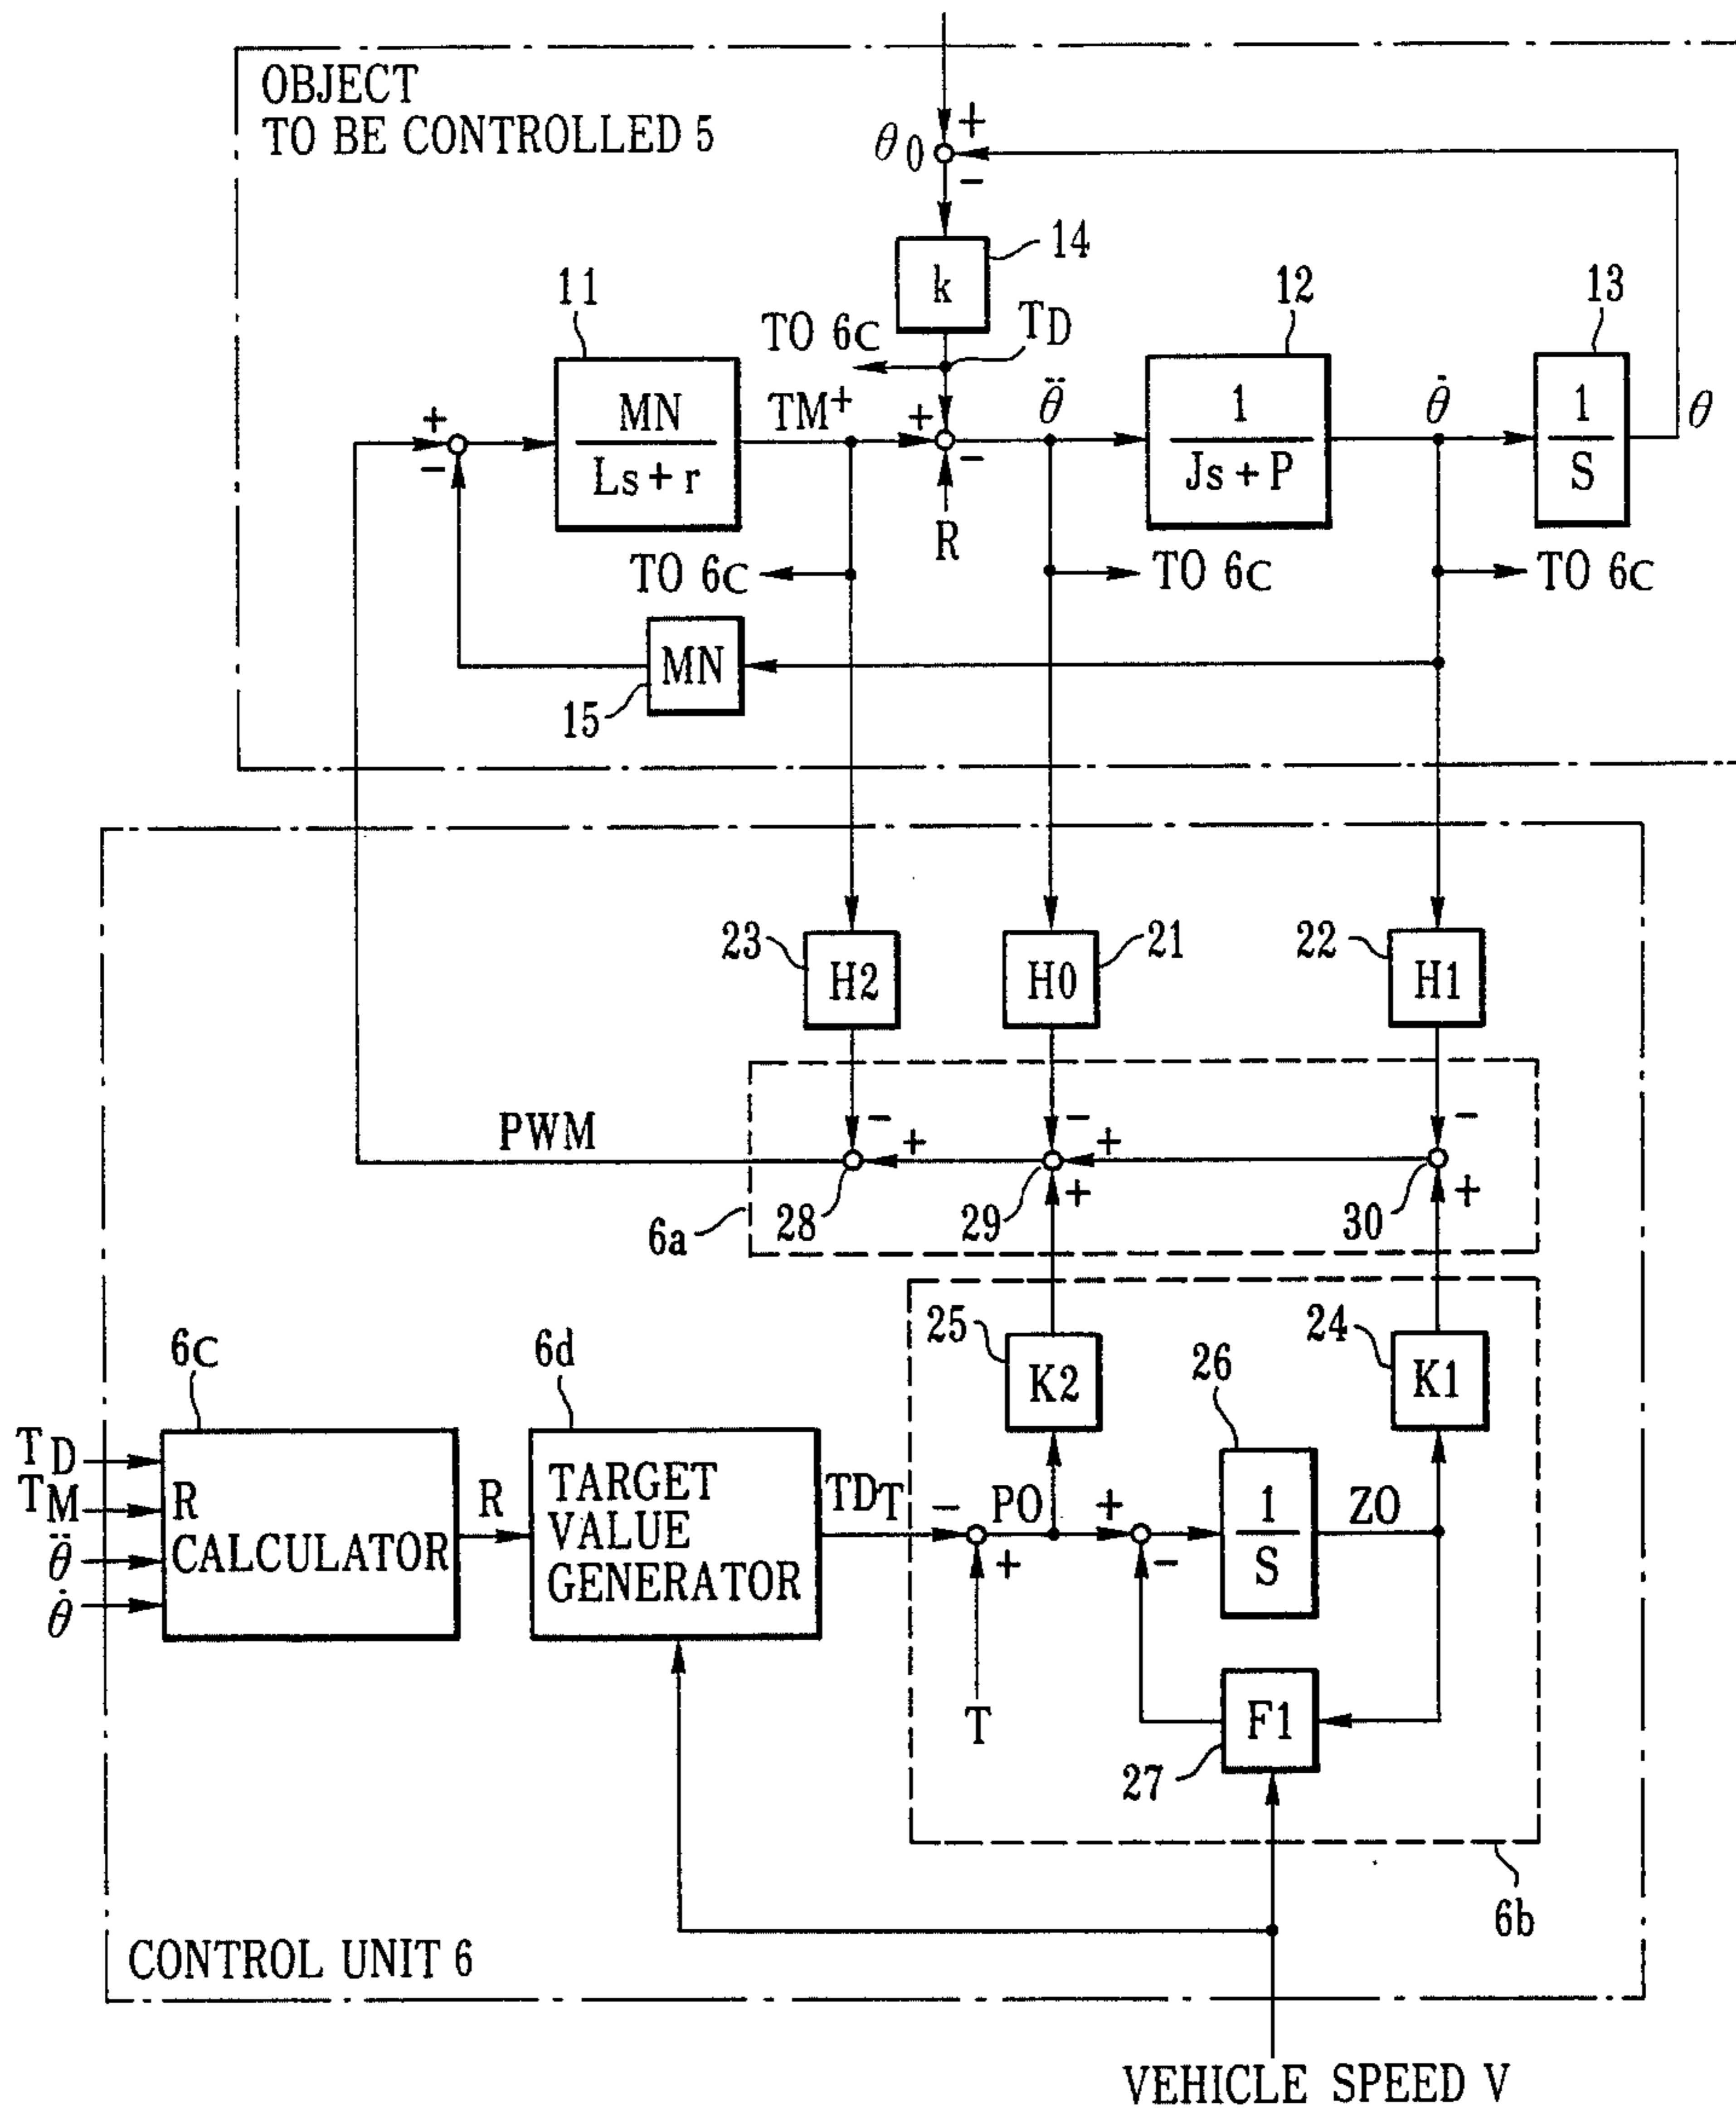 OBJECT
TO BE CONTROLLED 5
+
θ0
−
14
k
11
12
13
TO 6C
TD
MN
Ls + r
TM+
+
θ̈
1
Js + P
θ̇
1
S
θ
+
−
−
R
TO 6C
TO 6C
TO 6C
MN
15
23
H2
21
H0
22
H1
PWM
−
+
−
+
−
+
+
6a
28
29
30
25
K2
24
K1
26
6C
6d
TD
TM
θ̈
θ̇
R
CALCULATOR
R
TARGET
VALUE
GENERATOR
TDT
−
PO
+
1
S
ZO
+
−
T
F1
27
6b
CONTROL UNIT 6
VEHICLE SPEED V